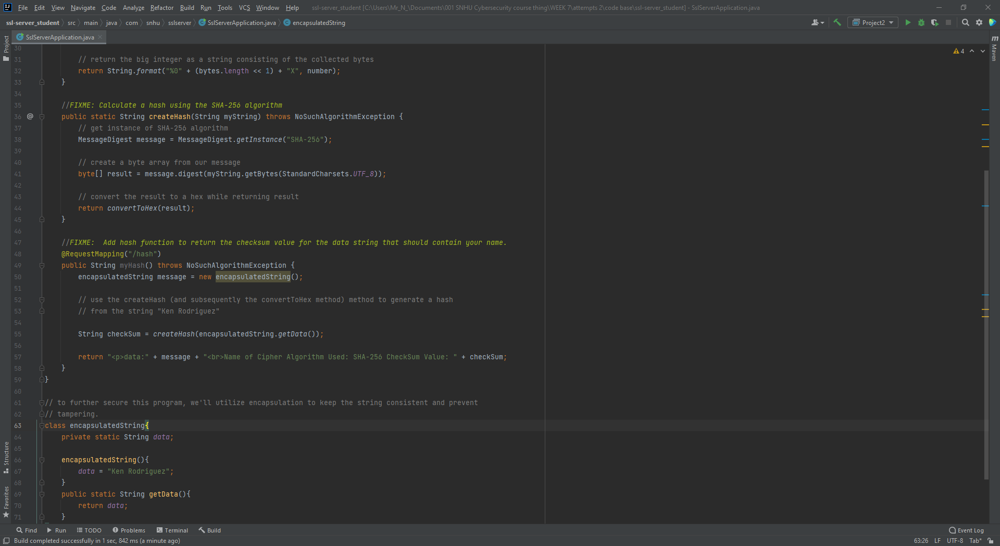 File Edit View Navigate Code Analyze Refactor Build Run Tools VCS Window Help ssl-server_student [C:\Users\Mr_N_\Documents\001 SNHU Cybersecurity course thing\WEEK 7\attempts 2\code base\ssl-server_student] - SslServerApplication.java
ssl-server_student src main java com snhu sslserver SslServerApplication.java encapsulatedString Project2
SslServerApplication.java
Project
Maven
4
30
31 // return the big integer as a string consisting of the collected bytes
32 return String.format("%0" + (bytes.length << 1) + "X", number);
33 }
34
35 //FIXME: Calculate a hash using the SHA-256 algorithm
36 @ public static String createHash(String myString) throws NoSuchAlgorithmException {
37 // get instance of SHA-256 algorithm
38 MessageDigest message = MessageDigest.getInstance("SHA-256");
39
40 // create a byte array from our message
41 byte[] result = message.digest(myString.getBytes(StandardCharsets.UTF_8));
42
43 // convert the result to a hex while returning result
44 return convertToHex(result);
45 }
46
47 //FIXME:  Add hash function to return the checksum value for the data string that should contain your name.
48 @RequestMapping("/hash")
49 public String myHash() throws NoSuchAlgorithmException {
50 encapsulatedString message = new encapsulatedString();
51
52 // use the createHash (and subsequently the convertToHex method) method to generate a hash
53 // from the string "Ken Rodriguez"
54
55 String checkSum = createHash(encapsulatedString.getData());
56
57 return "<p>data:" + message + "<br>Name of Cipher Algorithm Used: SHA-256 CheckSum Value: " + checkSum;
58 }
59 }
60
61 // to further secure this program, we'll utilize encapsulation to keep the string consistent and prevent
62 // tampering.
63 class encapsulatedString{
64 private static String data;
65
66 encapsulatedString(){
67 data = "Ken Rodriguez";
68 }
69 public static String getData(){
70 return data;
71 }
Structure
Favorites
Find Run TODO Problems Terminal Build Event Log
Build completed successfully in 1 sec, 842 ms (a minute ago) 63:26 LF UTF-8 Tab*